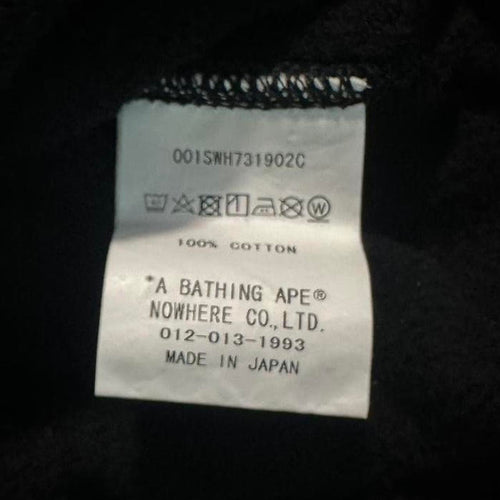 001SWH731902C
W
100% COTTON
*A BATHING APE®
NOWHERE CO.,LTD.
012-013-1993
MADE IN JAPAN